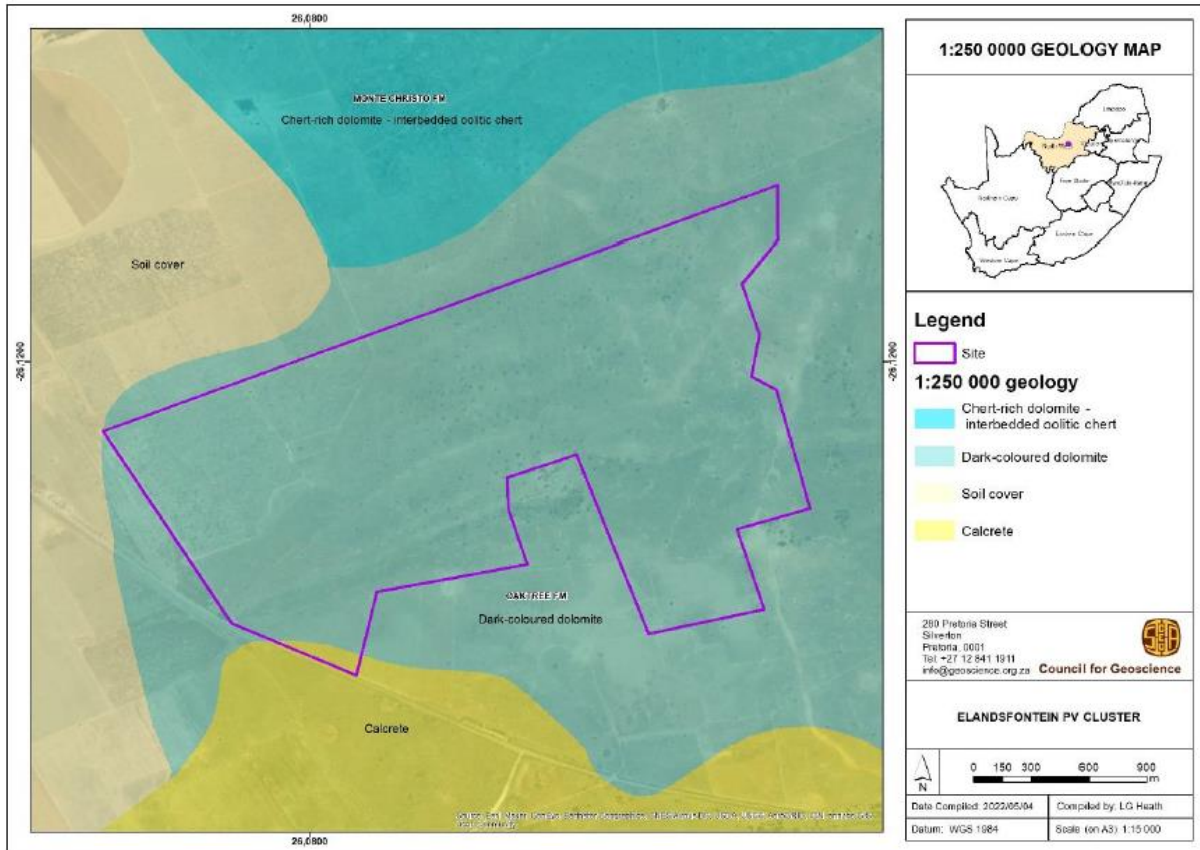 26,0800
-26,1200
MONTE CHRISTO FM
Chert-rich dolomite - interbedded oolitic chert
Soil cover
OAKTREE FM
Dark-coloured dolomite
Calcrete
26,0800
-26,1200
1:250 0000 GEOLOGY MAP
Limpopo
Northern Cape
Eastern Cape
Western Cape
Legend
Site
1:250 000 geology
Chert-rich dolomite -
interbedded oolitic chert
Dark-coloured dolomite
Soil cover
Calcrete
280 Pretoria Street
Silverton
Pretoria, 0001
Tel: +27 12 841 1911
info@geoscience.org.za
Council for Geoscience
ELANDSFONTEIN PV CLUSTER
N
0 150 300 600 900
m
Date Compiled: 2022/05/04
Compiled by: LG Heath
Datum: WGS 1984
Scale (on A3) 1:15 000